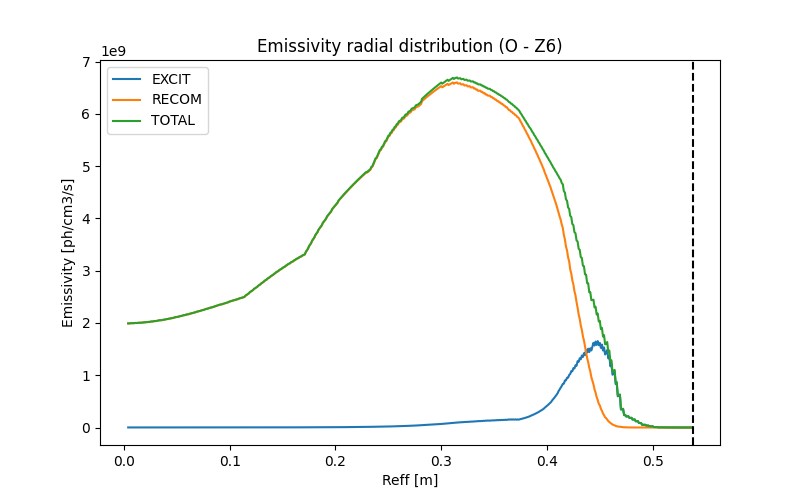 Emissivity radial distribution (O - Z6)
1e9
EXCIT
RECOM
TOTAL
7
6
5
4
3
2
1
0
Emissivity [ph/cm3/s]
0.0 0.1 0.2 0.3 0.4 0.5
Reff [m]